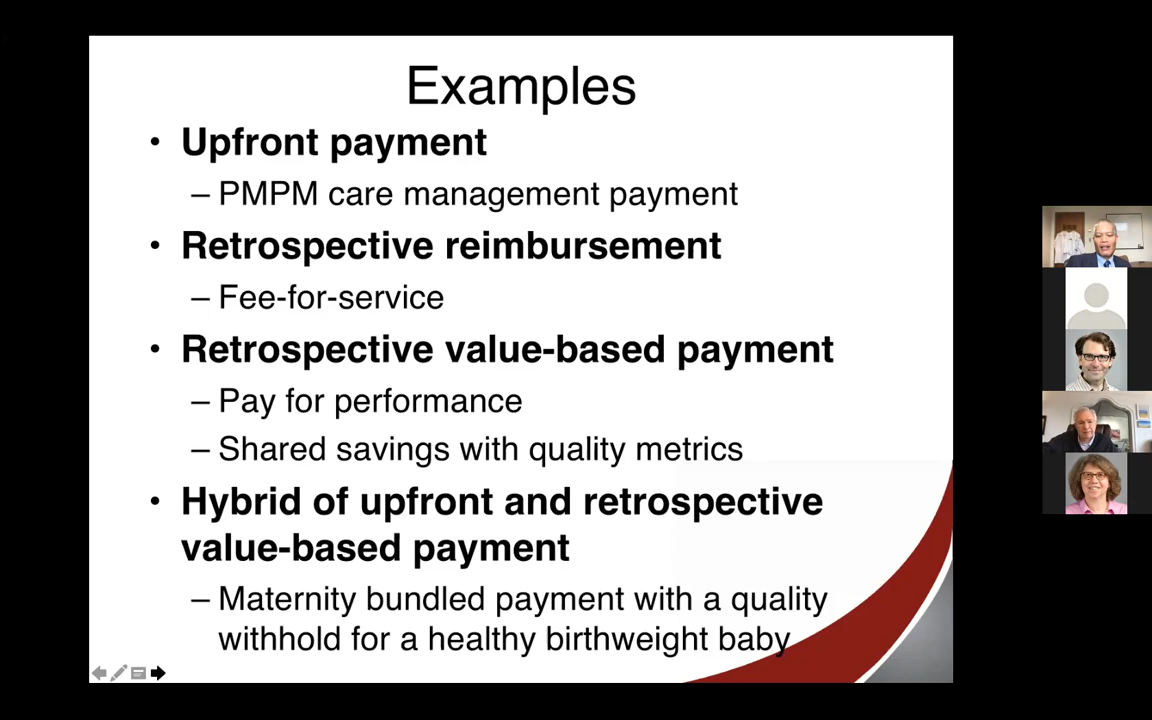 Examples
• Upfront payment
– PMPM care management payment
• Retrospective reimbursement
– Fee-for-service
• Retrospective value-based payment
– Pay for performance
– Shared savings with quality metrics
• Hybrid of upfront and retrospective
value-based payment
– Maternity bundled payment with a quality
withhold for a healthy birthweight baby